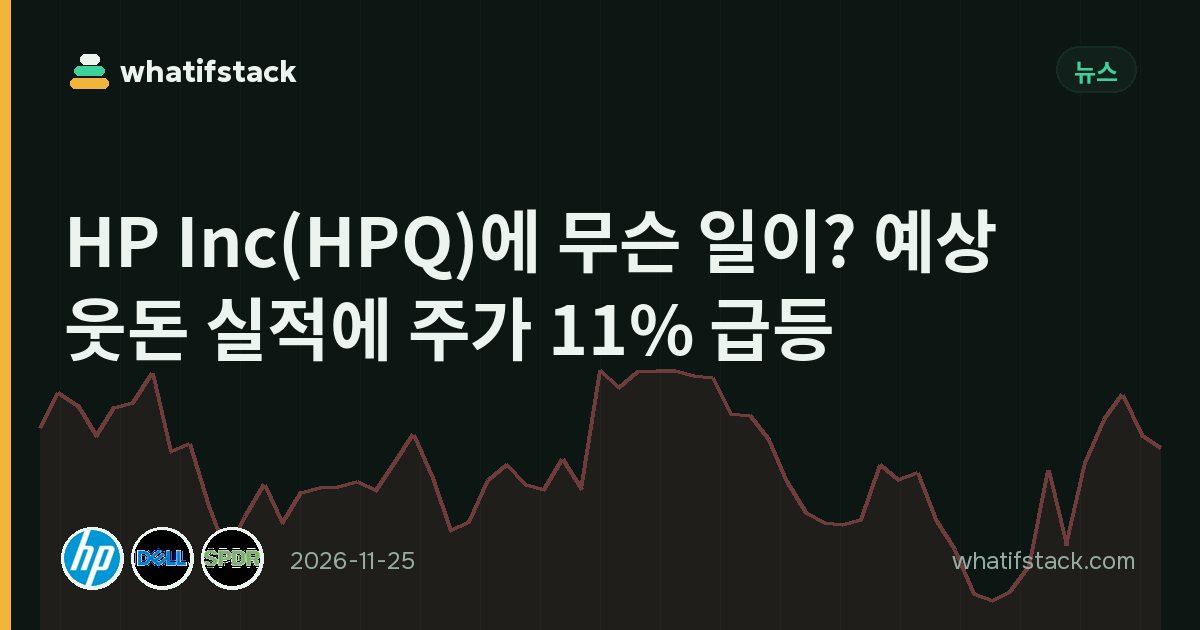 whatifstack
뉴스
HP Inc(HPQ)에 무슨 일이? 예상
웃돈 실적에 주가 11% 급등
hp
DELL
SPDR
2026-11-25
whatifstack.com